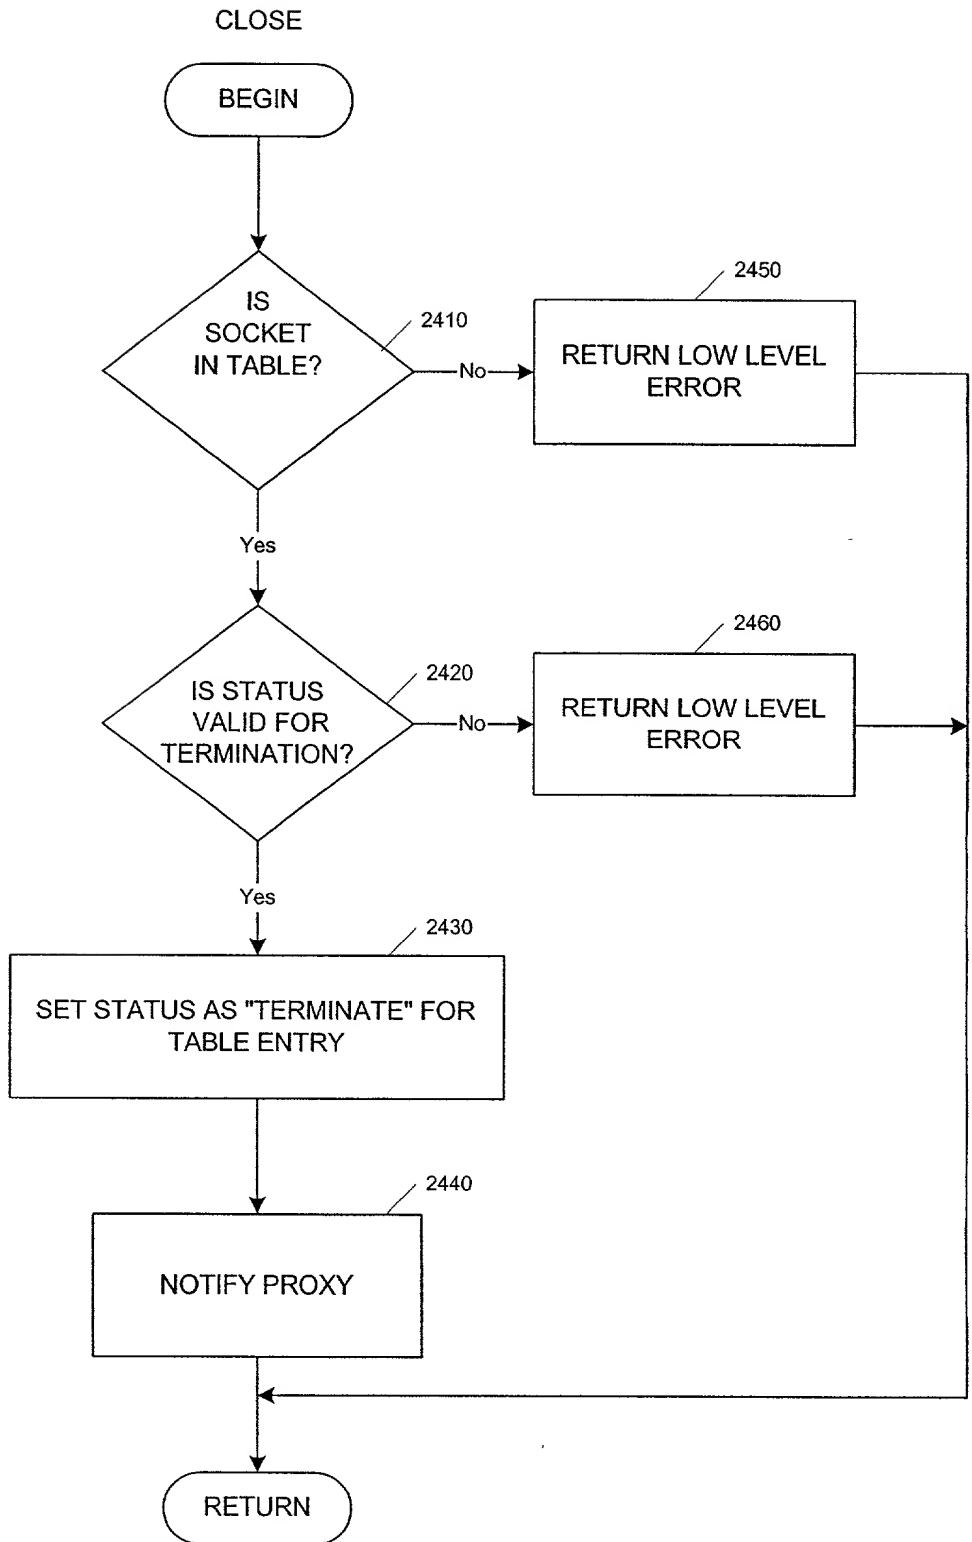 CLOSE
BEGIN
IS
SOCKET
IN TABLE?
2410
No
2450
RETURN LOW LEVEL
ERROR
Yes
IS STATUS
VALID FOR
TERMINATION?
2420
No
2460
RETURN LOW LEVEL
ERROR
Yes
2430
SET STATUS AS "TERMINATE" FOR
TABLE ENTRY
2440
NOTIFY PROXY
RETURN